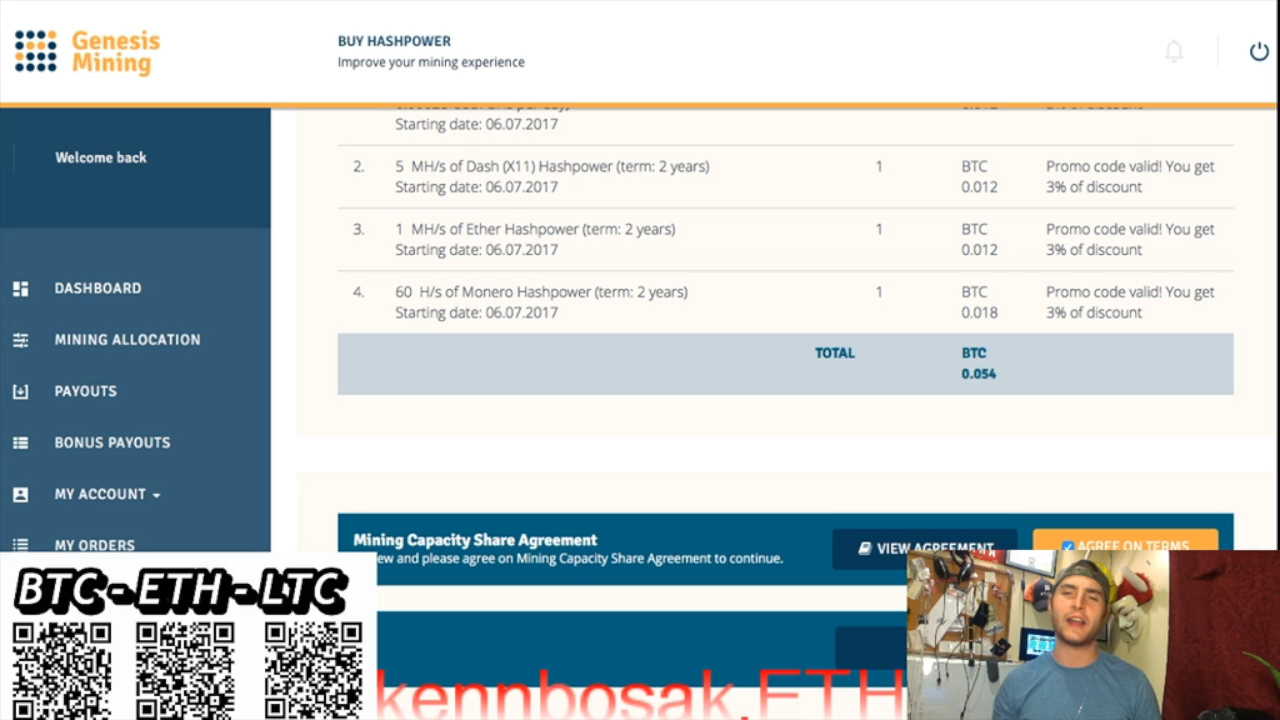 Genesis
Mining
BUY HASHPOWER
Improve your mining experience
Welcome back
DASHBOARD
MINING ALLOCATION
PAYOUTS
BONUS PAYOUTS
MY ACCOUNT
MY ORDERS
Starting date: 06.07.2017
2. 5 MH/s of Dash (X11) Hashpower (term: 2 years) 1 BTC Promo code valid! You get
Starting date: 06.07.2017 0.012 3% of discount
3. 1 MH/s of Ether Hashpower (term: 2 years) 1 BTC Promo code valid! You get
Starting date: 06.07.2017 0.012 3% of discount
4. 60 H/s of Monero Hashpower (term: 2 years) 1 BTC Promo code valid! You get
Starting date: 06.07.2017 0.018 3% of discount
TOTAL BTC
0.054
Mining Capacity Share Agreement
ew and please agree on Mining Capacity Share Agreement to continue.
VIEW AGREEMENT
AGREE ON TERMS
BTC - ETH - LTC
kennbosak.ETH